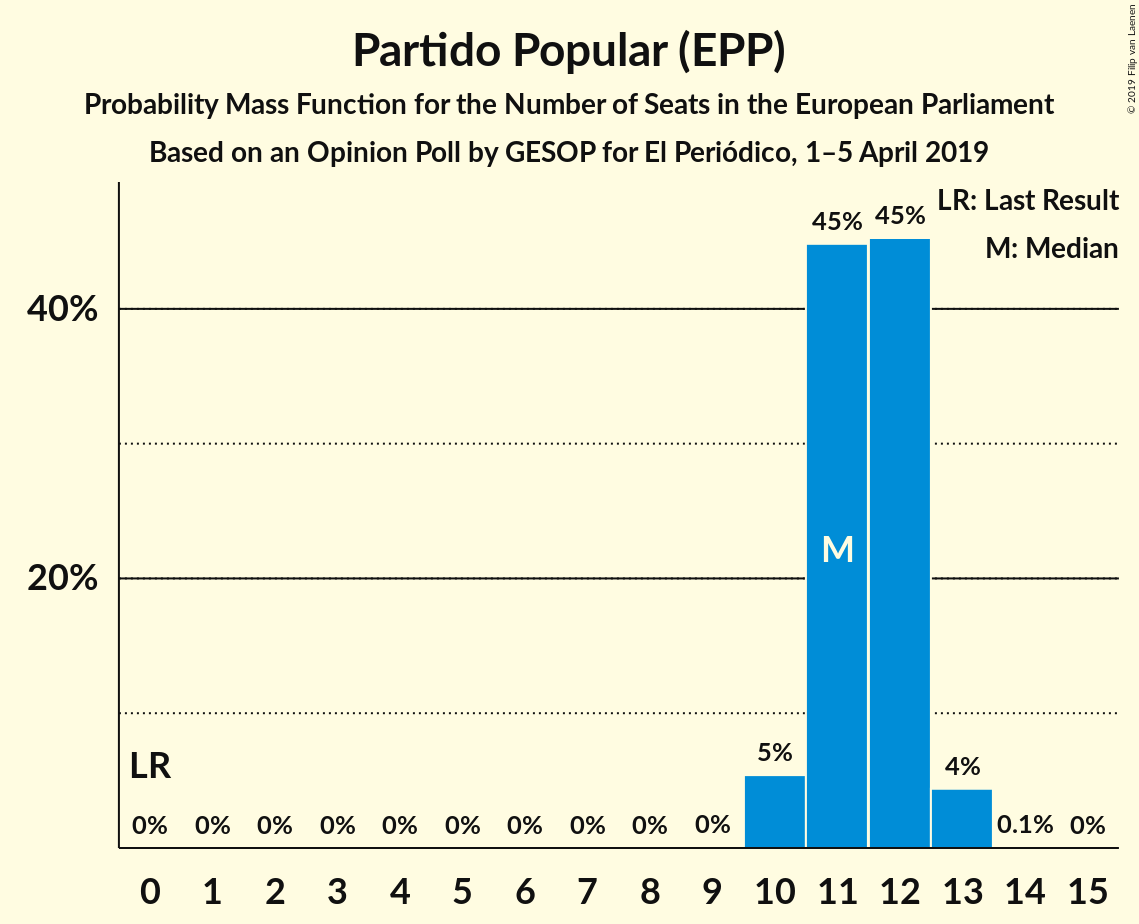 Partido Popular (EPP)
Probability Mass Function for the Number of Seats in the European Parliament
Based on an Opinion Poll by GESOP for El Periódico, 1–5 April 2019
© 2019 Filip van Laenen
LR: Last Result
M: Median
45% 45%
40%
20%
M
LR
5% 4%
0% 0% 0% 0% 0% 0% 0% 0% 0% 0% 0.1% 0%
0 1 2 3 4 5 6 7 8 9 10 11 12 13 14 15